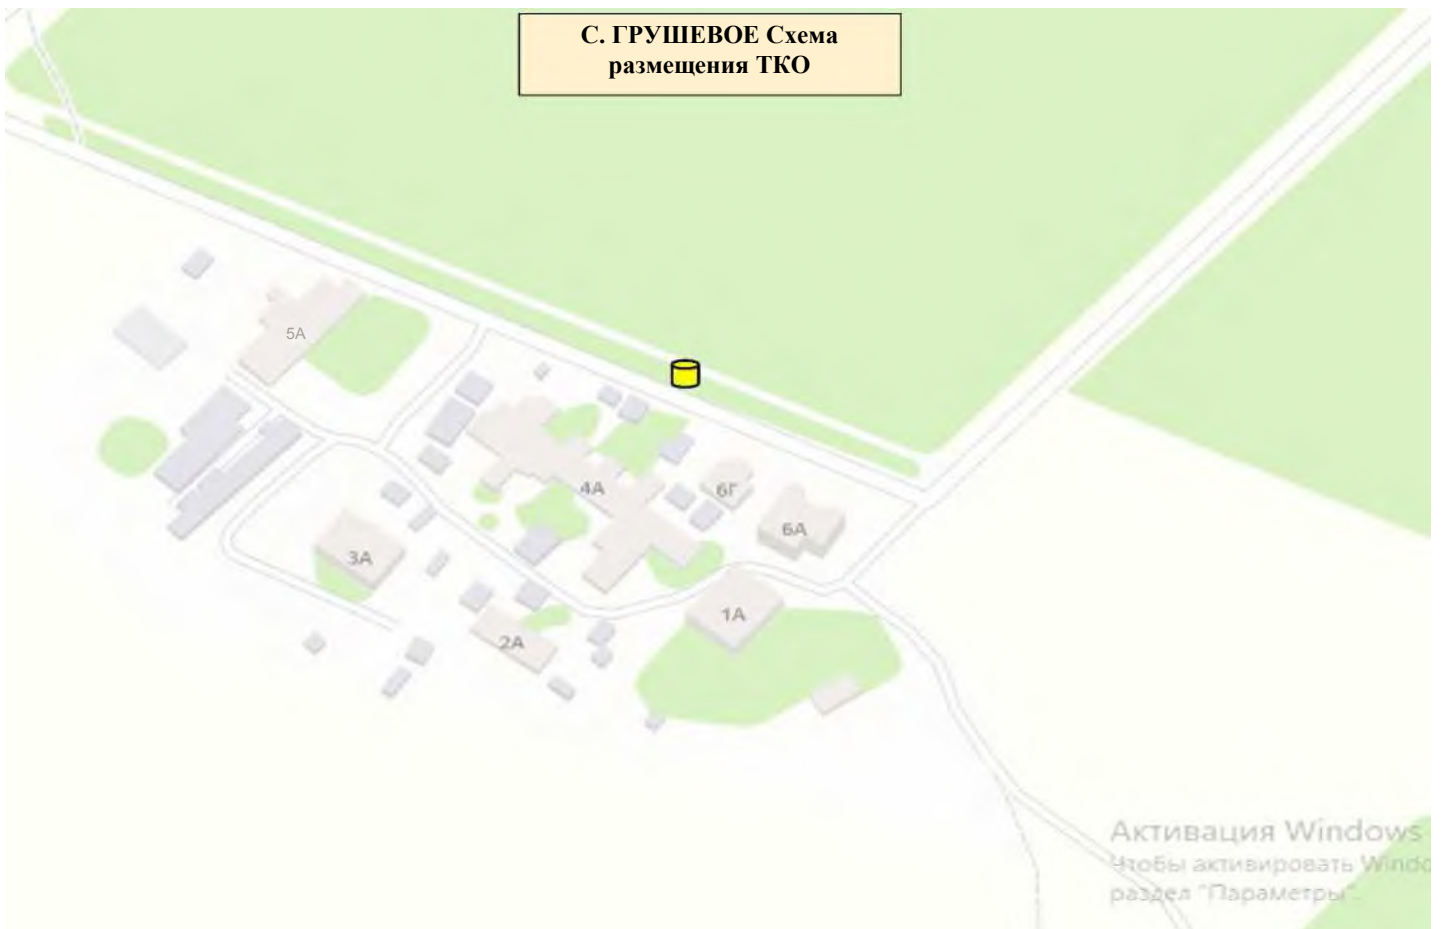 С. ГРУШЕВОЕ Схема
размещения ТКО
5А
4А
6Г
6А
3А
1А
2А
Активация Windows
Чтобы активировать Windo
раздел "Параметры".